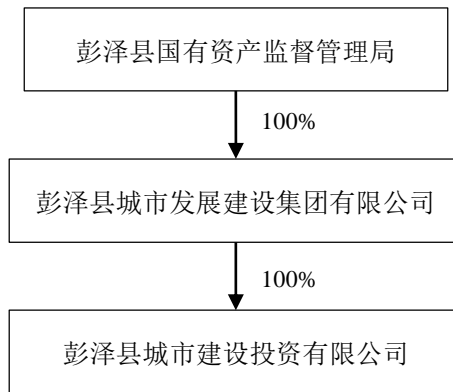 彭泽县国有资产监督管理局
100%
彭泽县城市发展建设集团有限公司
100%
彭泽县城市建设投资有限公司